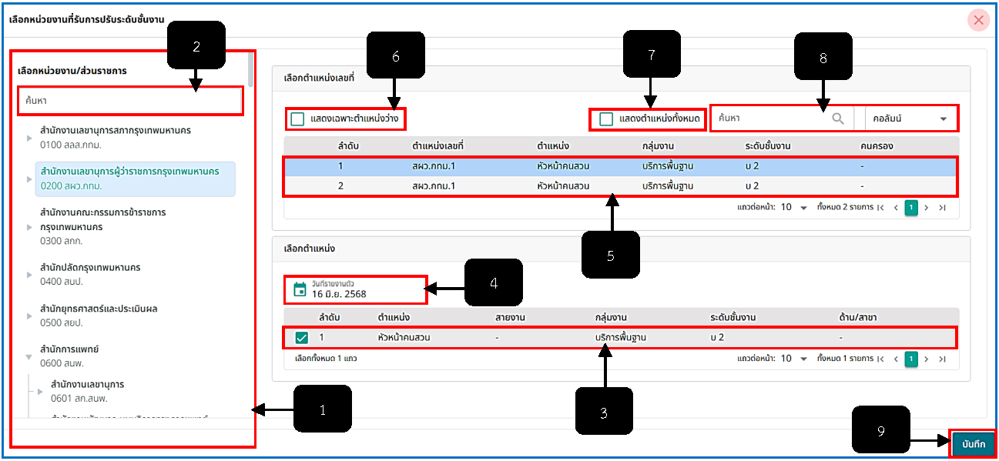 เลือกหน่วยงานที่รับการปรับระดับชั้นงาน
2
6
7
8
เลือกหน่วยงาน/ส่วนราชการ
ค้นหา
สำนักงานเลขานุการสภากรุงเทพมหานคร
0100 สลส.กทม.
สำนักงานเลขานุการผู้ว่าราชการกรุงเทพมหานคร
0200 สผว.กทม.
สำนักงานคณะกรรมการข้าราชการ
กรุงเทพมหานคร
0300 สกก.
สำนักปลัดกรุงเทพมหานคร
0400 สนป.
สำนักยุทธศาสตร์และประเมินผล
0500 สยป.
สำนักการแพทย์
0600 สนพ.
สำนักงานเลขานุการ
0601 สก.สนพ.
1
เลือกตำแหน่งเลขที่
แสดงเฉพาะตำแหน่งว่าง แสดงตำแหน่งทั้งหมด ค้นหา คอลัมน์
ลำดับ ตำแหน่งเลขที่ ตำแหน่ง กลุ่มงาน ระดับชั้นงาน คนครอง
1 สผว.กทม.1 หัวหน้าคนสวน บริการพื้นฐาน บ 2 -
2 สผว.กทม.1 หัวหน้าคนสวน บริการพื้นฐาน บ 2 -
แถวต่อหน้า: 10 ทั้งหมด 2 รายการ 1
5
เลือกตำแหน่ง
วันที่รายงานตัว
16 มิ.ย. 2568
4
ลำดับ ตำแหน่ง สายงาน กลุ่มงาน ระดับชั้นงาน ด้าน/สาขา
1 หัวหน้าคนสวน - บริการพื้นฐาน บ 2 -
เลือกทั้งหมด 1 แถว แถวต่อหน้า: 10 ทั้งหมด 1 รายการ 1
3
9
บันทึก